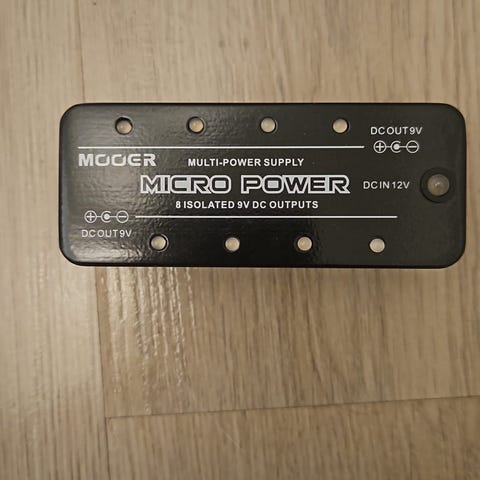 DC OUT 9V
MOOER
MULTI-POWER SUPPLY
MICRO POWER
DC IN 12V
8 ISOLATED 9V DC OUTPUTS
DC OUT 9V